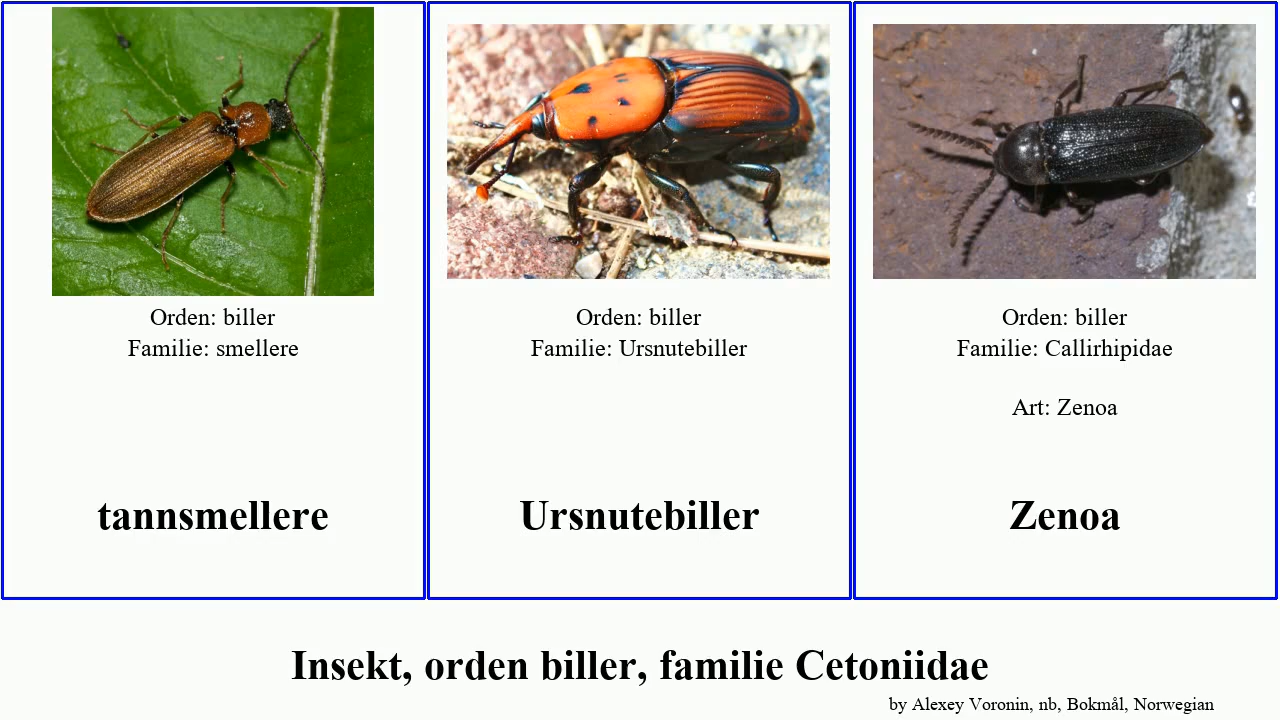 Orden: biller
Familie: smellere
tannsmellere
Orden: biller
Familie: Ursnutebiller
Ursnutebiller
Orden: biller
Familie: Callirhipidae
Art: Zenoa
Zenoa
Insekt, orden biller, familie Cetoniidae
by Alexey Voronin, nb, Bokmål, Norwegian